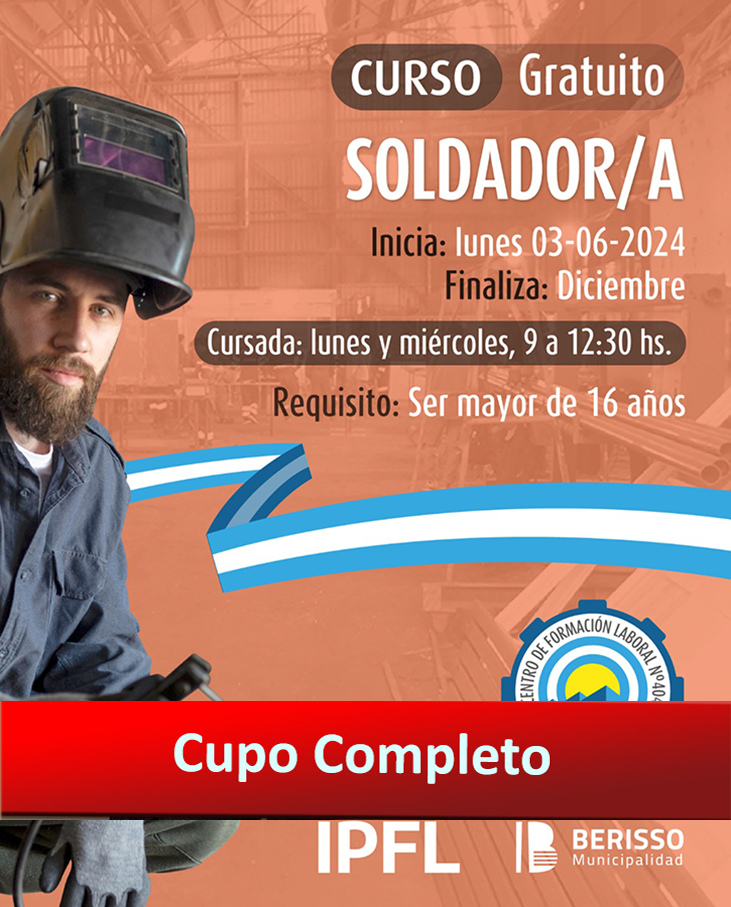 CURSO Gratuito
SOLDADOR/A
Inicia: lunes 03-06-2024
Finaliza: Diciembre
Cursada: lunes y miércoles, 9 a 12:30 hs.
Requisito: Ser mayor de 16 años
CENTRO DE FORMACIÓN LABORAL Nº404
Cupo Completo
IPFL
BERISSO
Municipalidad